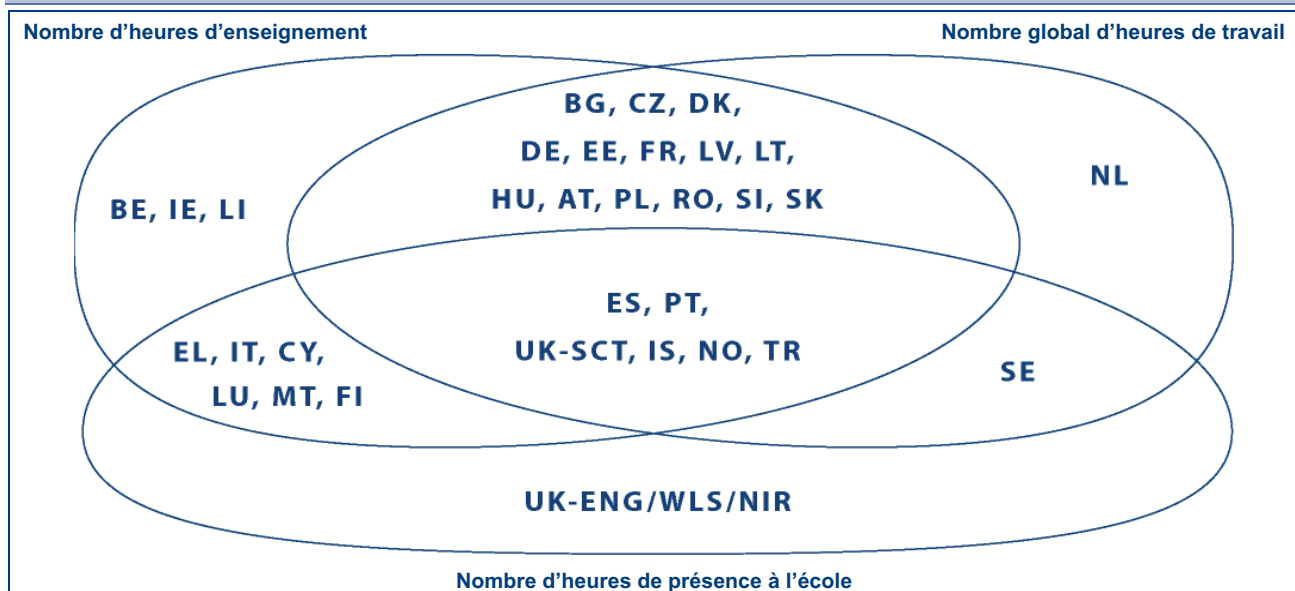 Nombre d’heures d’enseignement
Nombre global d’heures de travail
BG, CZ, DK,
DE, EE, FR, LV, LT,
HU, AT, PL, RO, SI, SK
NL
BE, IE, LI
ES, PT,
UK-SCT, IS, NO, TR
EL, IT, CY,
LU, MT, FI
SE
UK-ENG/WLS/NIR
Nombre d’heures de présence à l’école